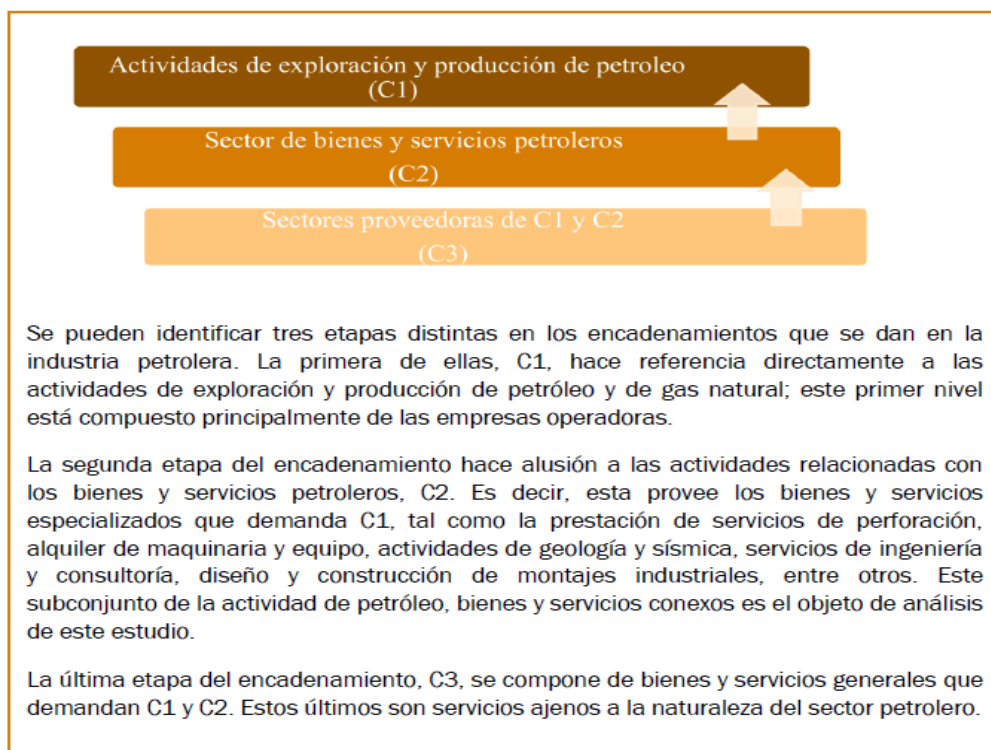 Actividades de exploración y producción de petroleo
(C1)
Sector de bienes y servicios petroleros
(C2)
Sectores proveedoras de C1 y C2
(C3)
Se pueden identificar tres etapas distintas en los encadenamientos que se dan en la
industria petrolera. La primera de ellas, C1, hace referencia directamente a las
actividades de exploración y producción de petróleo y de gas natural; este primer nivel
está compuesto principalmente de las empresas operadoras.
La segunda etapa del encadenamiento hace alusión a las actividades relacionadas con
los bienes y servicios petroleros, C2. Es decir, esta provee los bienes y servicios
especializados que demanda C1, tal como la prestación de servicios de perforación,
alquiler de maquinaria y equipo, actividades de geología y sísmica, servicios de ingeniería
y consultoría, diseño y construcción de montajes industriales, entre otros. Este
subconjunto de la actividad de petróleo, bienes y servicios conexos es el objeto de análisis
de este estudio.
La última etapa del encadenamiento, C3, se compone de bienes y servicios generales que
demandan C1 y C2. Estos últimos son servicios ajenos a la naturaleza del sector petrolero.